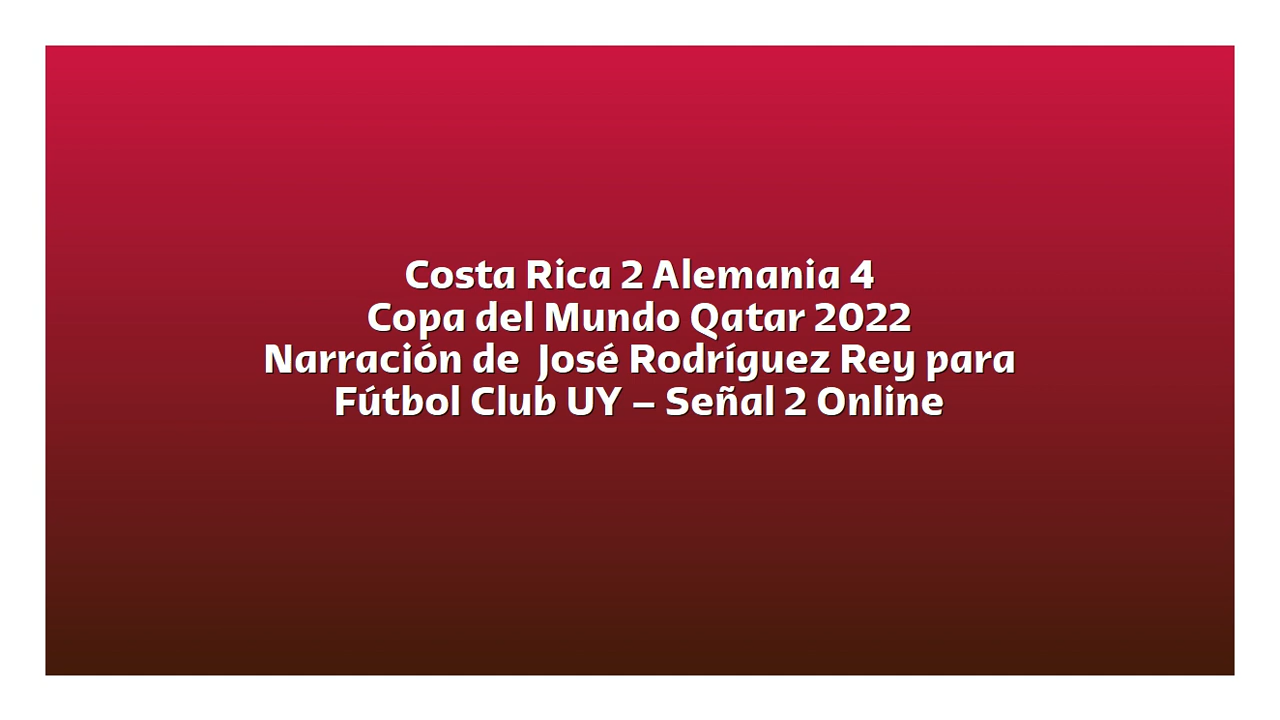 Costa Rica 2 Alemania 4
Copa del Mundo Qatar 2022
Narración de  José Rodríguez Rey para
Fútbol Club UY – Señal 2 Online